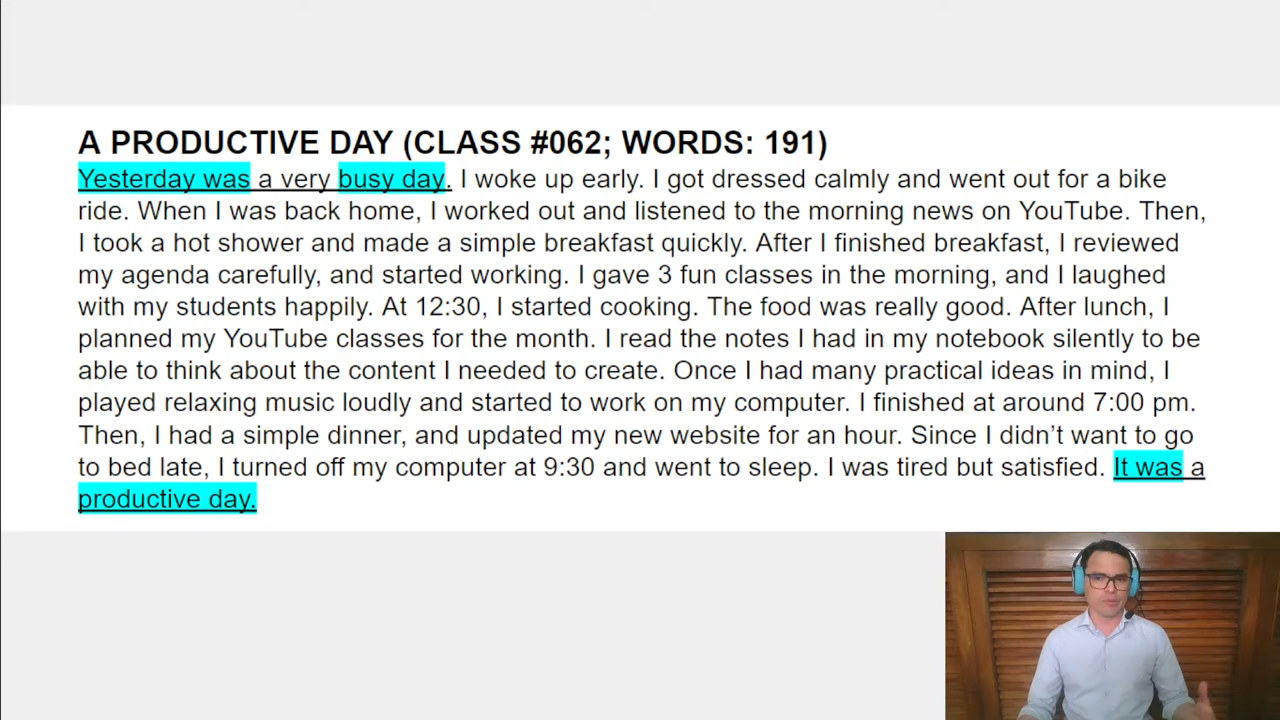 A PRODUCTIVE DAY (CLASS #062; WORDS: 191)
Yesterday was a very busy day. I woke up early. I got dressed calmly and went out for a bike
ride. When I was back home, I worked out and listened to the morning news on YouTube. Then,
I took a hot shower and made a simple breakfast quickly. After I finished breakfast, I reviewed
my agenda carefully, and started working. I gave 3 fun classes in the morning, and I laughed
with my students happily. At 12:30, I started cooking. The food was really good. After lunch, I
planned my YouTube classes for the month. I read the notes I had in my notebook silently to be
able to think about the content I needed to create. Once I had many practical ideas in mind, I
played relaxing music loudly and started to work on my computer. I finished at around 7:00 pm.
Then, I had a simple dinner, and updated my new website for an hour. Since I didn’t want to go
to bed late, I turned off my computer at 9:30 and went to sleep. I was tired but satisfied. It was a
productive day.